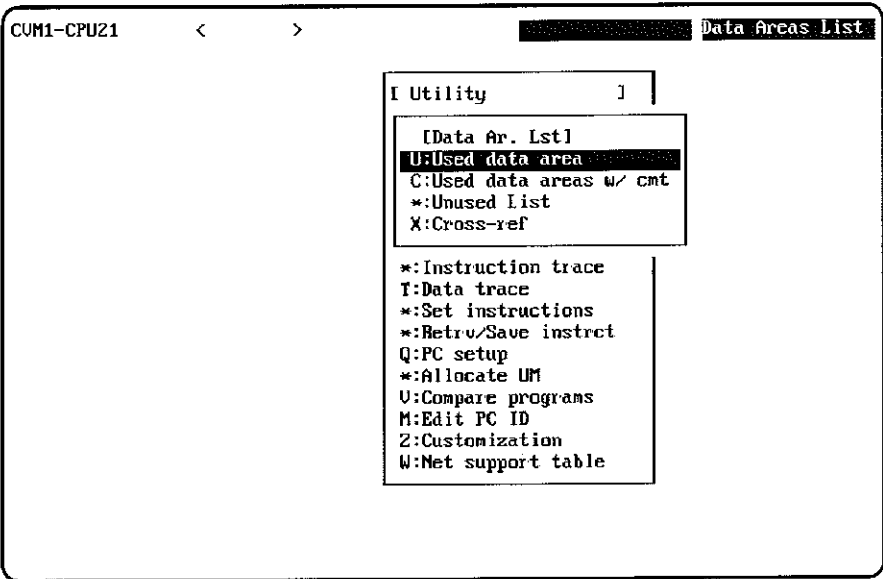 CVM1-CPU21 < > Data Areas List
[ Utility ]
[Data Ar. Lst]
U:Used data area
C:Used data areas w/ cmt
*:Unused List
X:Cross-ref
*:Instruction trace
T:Data trace
*:Set instructions
*:Retrv/Save instrct
Q:PC setup
*:Allocate UM
V:Compare programs
M:Edit PC ID
Z:Customization
W:Net support table